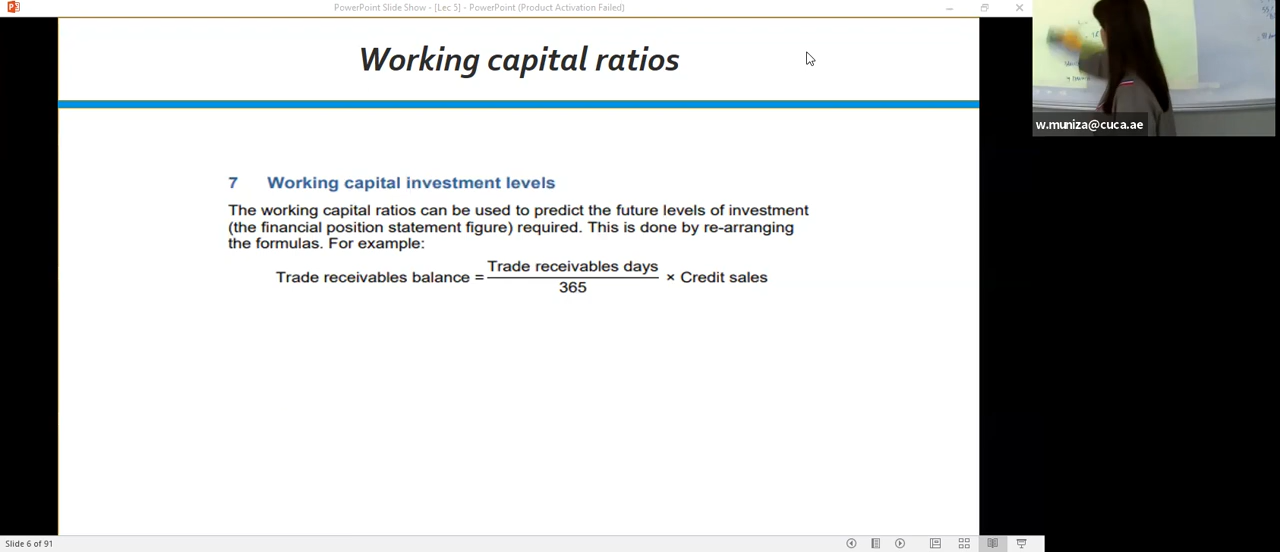 PowerPoint Slide Show - [Lec 3] - PowerPoint (Product Activation Failed)
Working capital ratios
w.muniza@cuca.ae
7 Working capital investment levels
The working capital ratios can be used to predict the future levels of investment
(the financial position statement figure) required. This is done by re-arranging
the formulas. For example:
Trade receivables balance = Trade receivables days / 365 × Credit sales
Slide 6 of 91